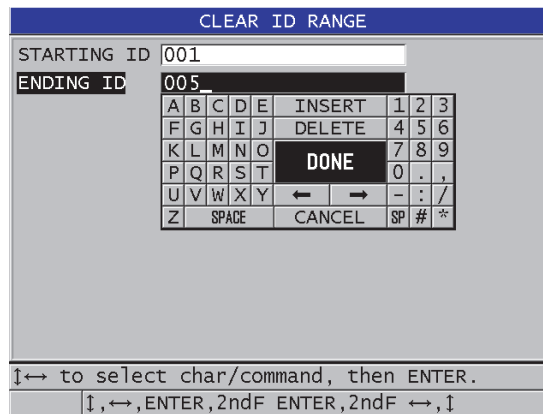 CLEAR ID RANGE
STARTING ID 001
ENDING ID 005_
A B C D E INSERT 1 2 3
F G H I J DELETE 4 5 6
K L M N O DONE 7 8 9
P Q R S T 0 . ,
U V W X Y ← → - : /
Z SPACE CANCEL SP # *
↕↔ to select char/command, then ENTER.
↕,↔,ENTER,2ndF ENTER,2ndF ↔,↕